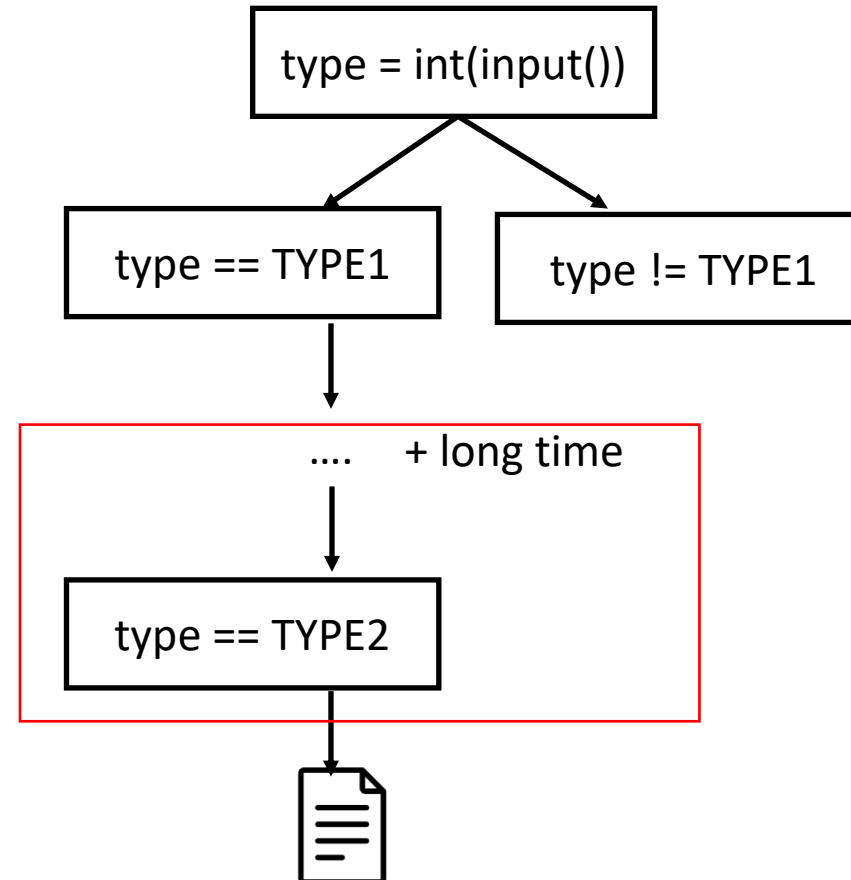 type = int(input())
type == TYPE1
type != TYPE1
.... + long time
type == TYPE2